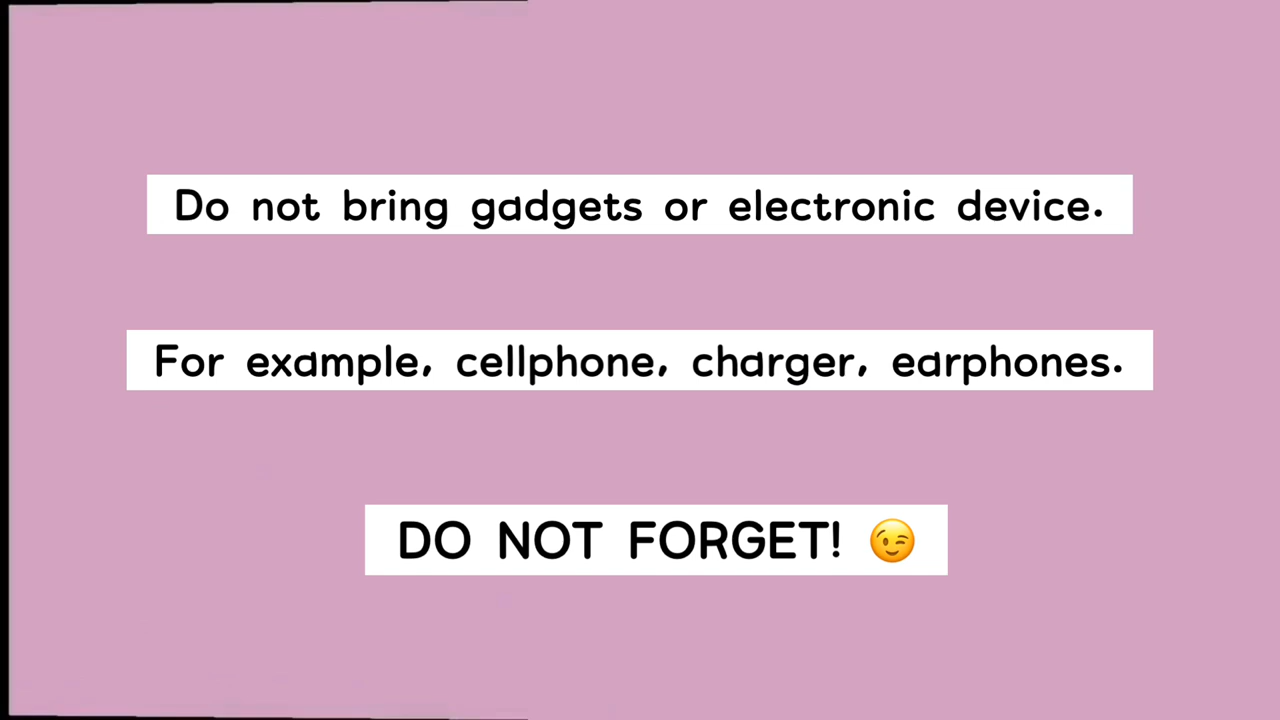 Do not bring gadgets or electronic device.
For example, cellphone, charger, earphones.
DO NOT FORGET! 😉